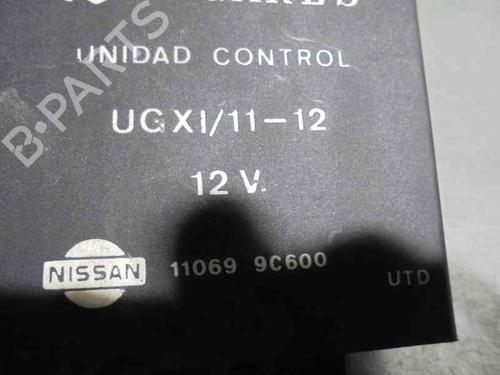 UNIDAD CONTROL
UGXI/11-12
12 V.
NISSAN
11069 9C600
UTD
B-PARTS